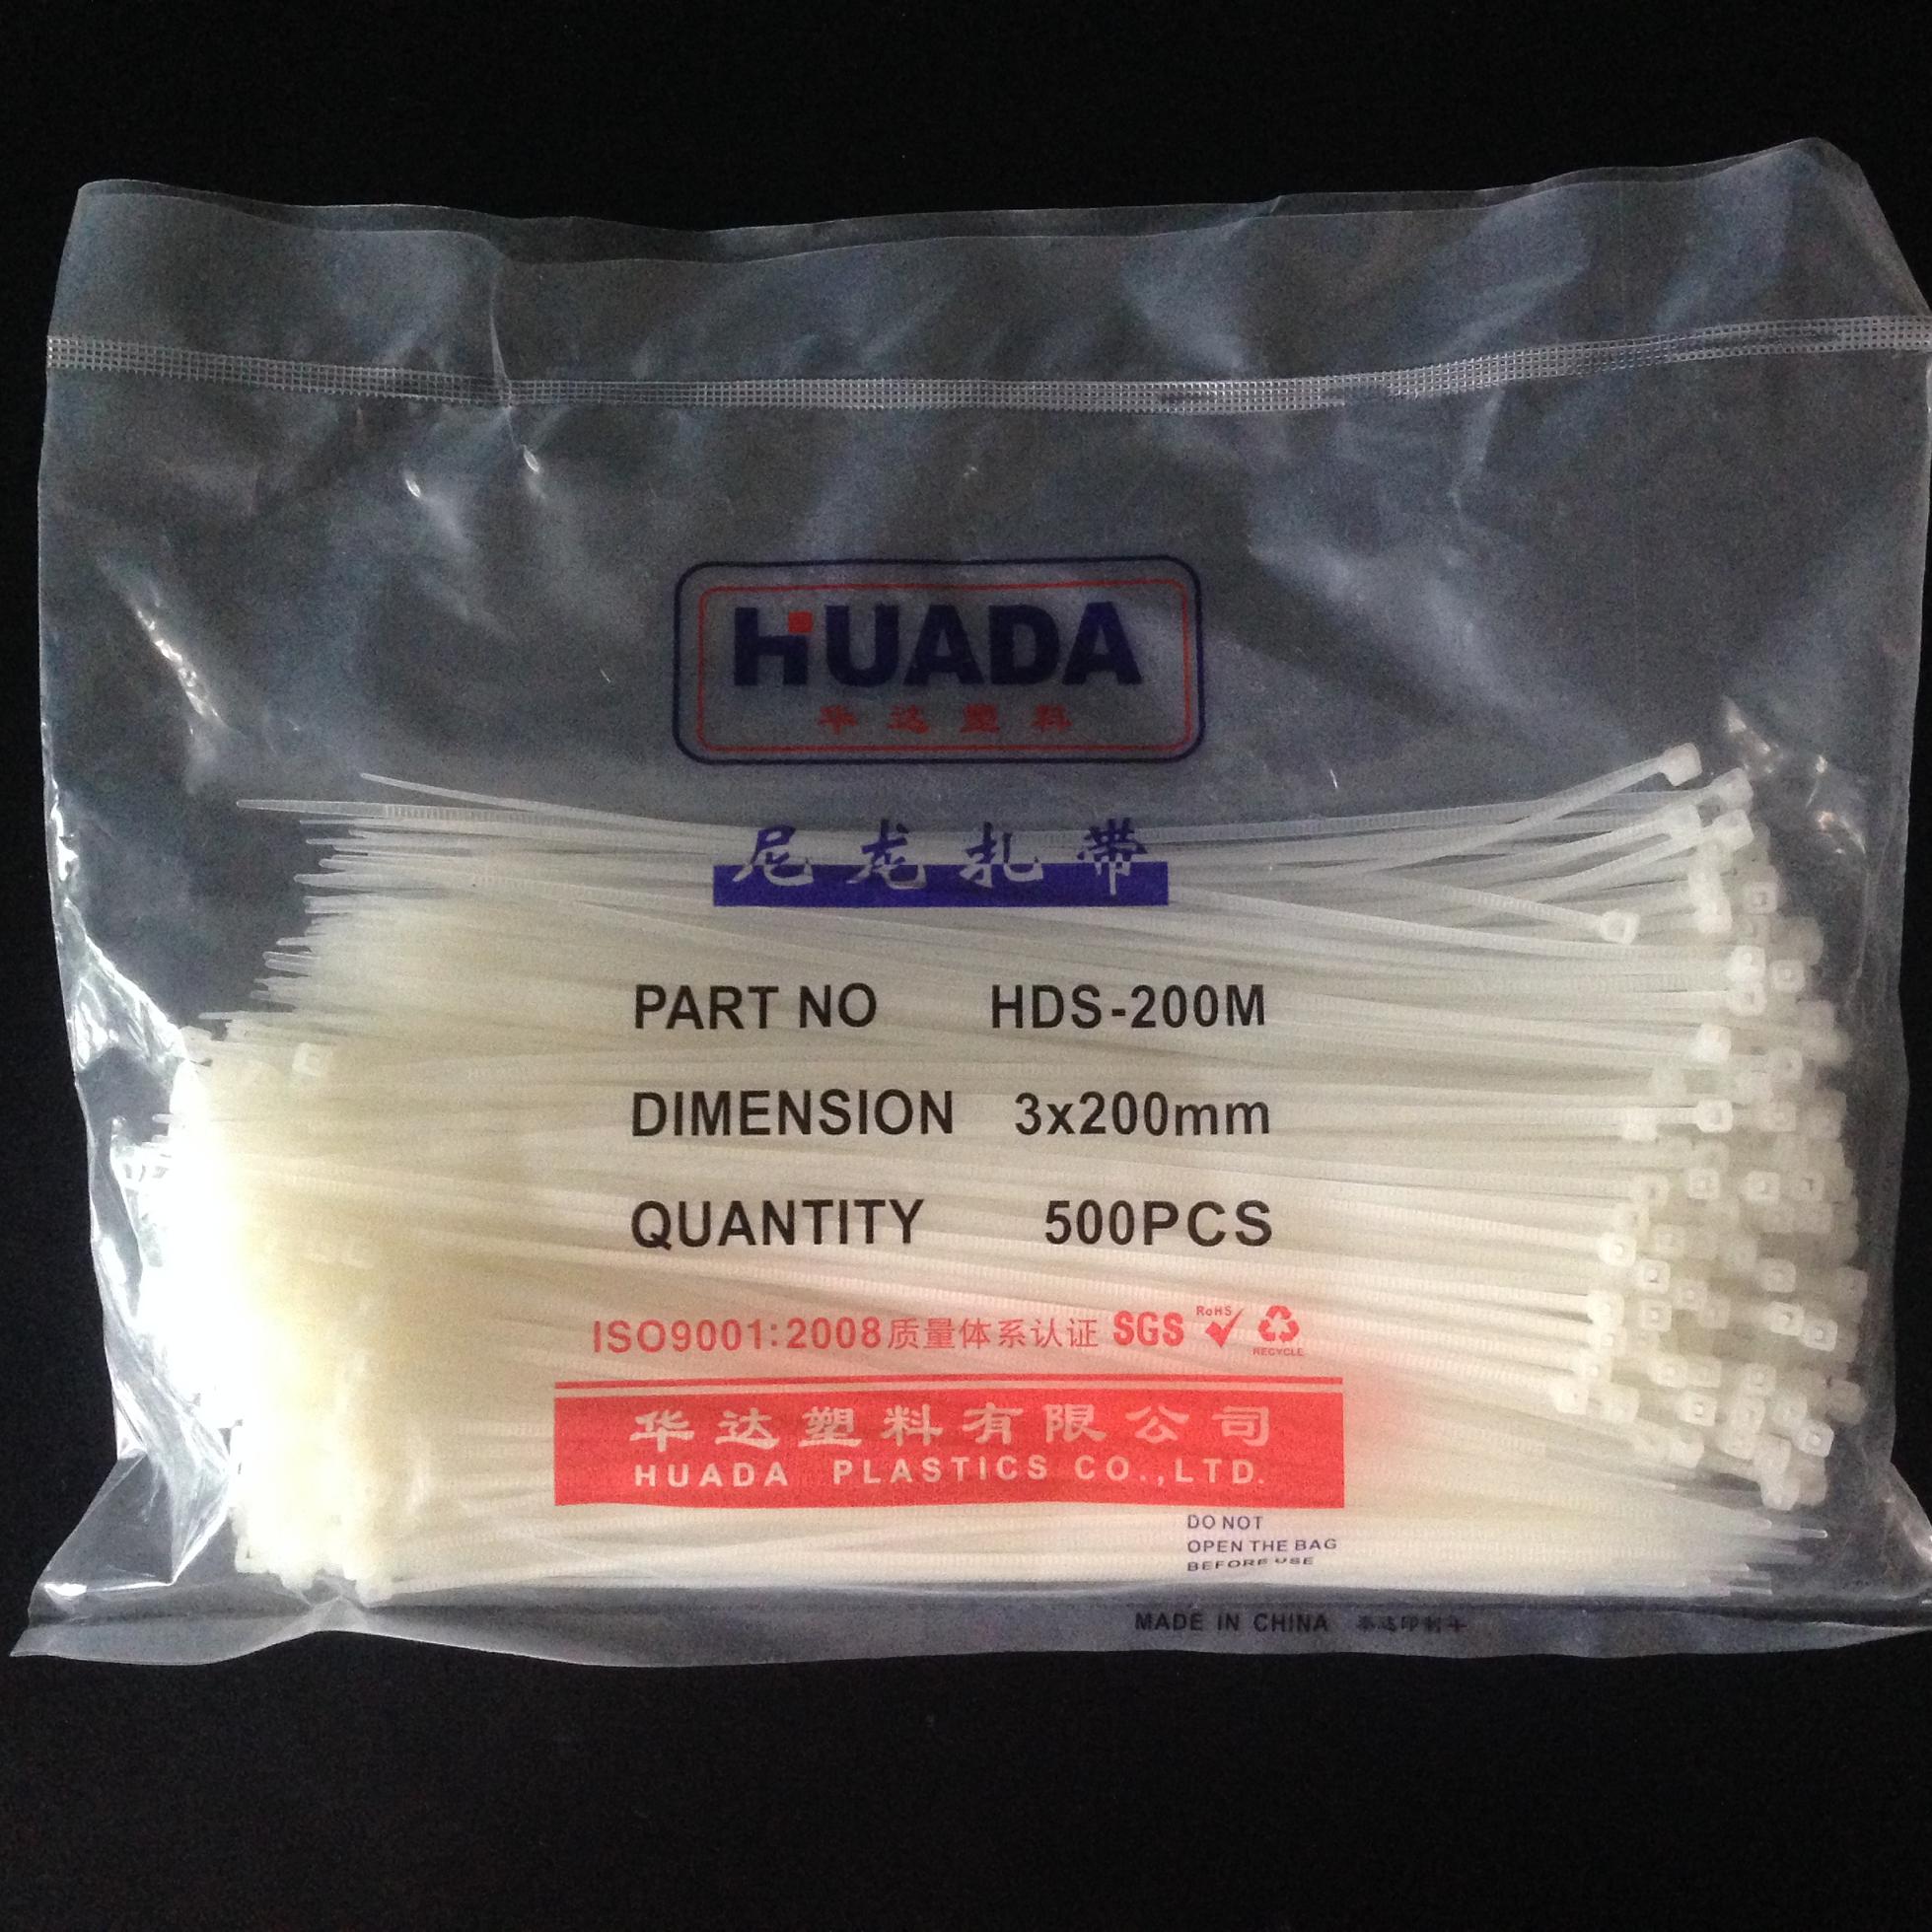 HUADA
华达塑料
尼龙扎带
PART NO HDS-200M
DIMENSION 3x200mm
QUANTITY 500PCS
ISO9001:2008质量体系认证 SGS RoHS RECYCLE
华达塑料有限公司
HUADA PLASTICS CO.,LTD.
DO NOT
OPEN THE BAG
BEFORE USE
MADE IN CHINA